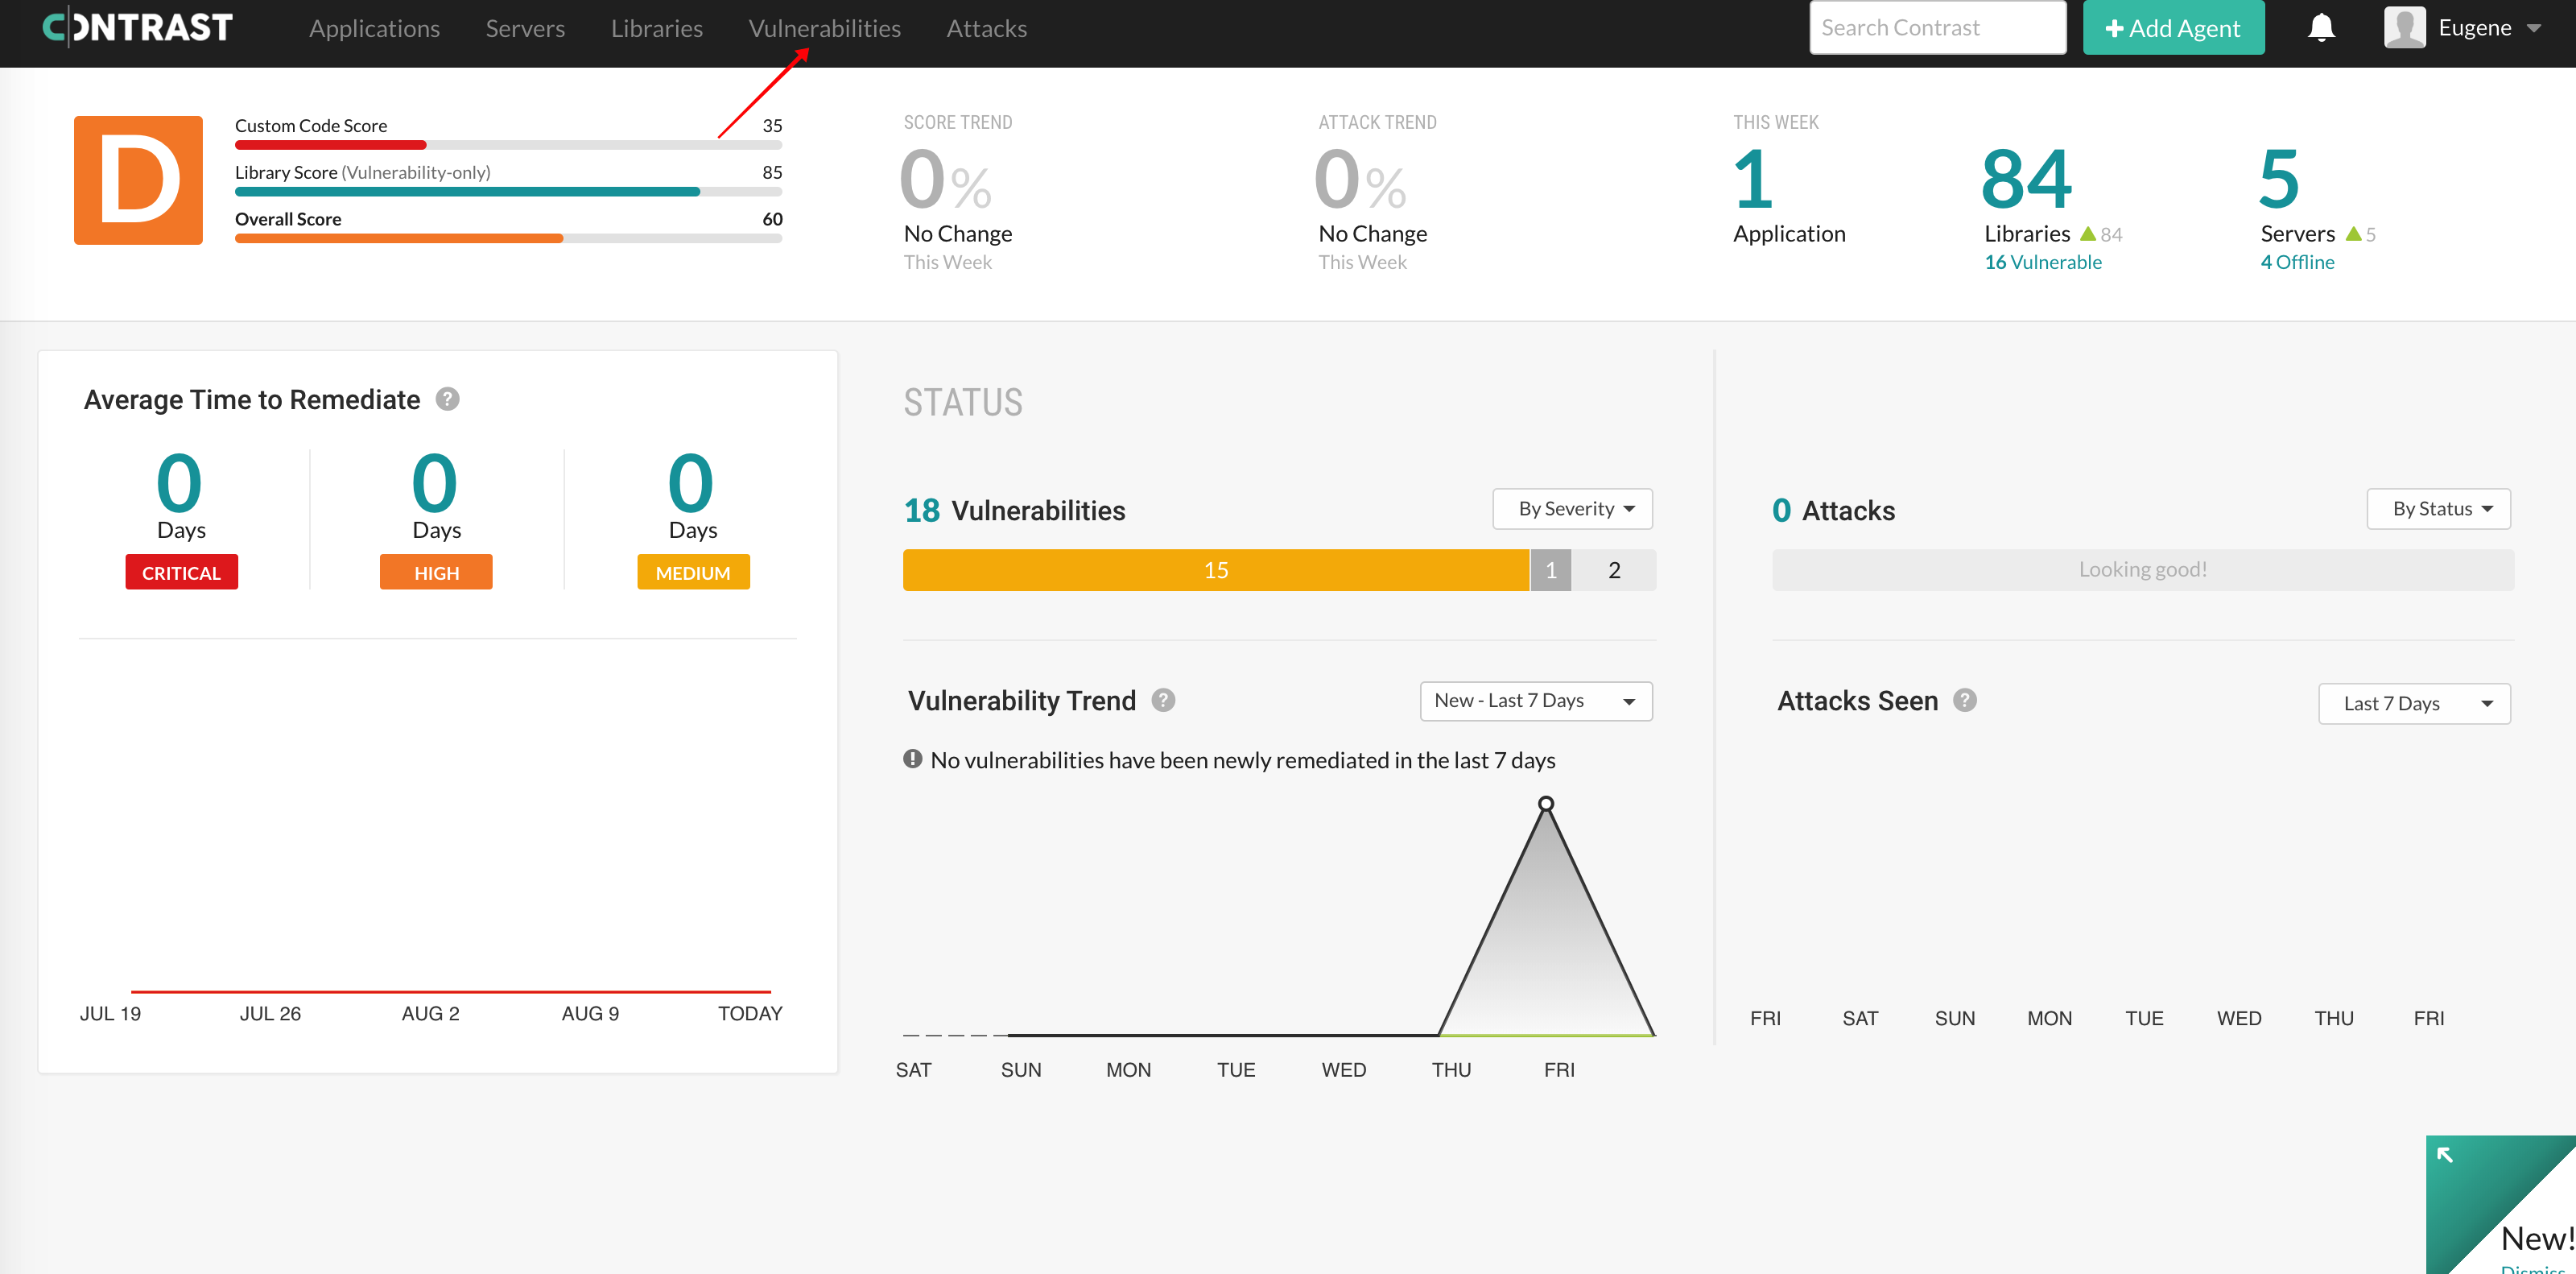 CONTRAST Applications Servers Libraries Vulnerabilities Attacks Search Contrast + Add Agent Eugene
D
Custom Code Score 35
Library Score (Vulnerability-only) 85
Overall Score 60
SCORE TREND
0%
No Change
This Week
ATTACK TREND
0%
No Change
This Week
THIS WEEK
1
Application
84
Libraries 84
16 Vulnerable
5
Servers 5
4 Offline
Average Time to Remediate ?
0 0 0
Days Days Days
CRITICAL HIGH MEDIUM
JUL 19 JUL 26 AUG 2 AUG 9 TODAY
STATUS
18 Vulnerabilities By Severity
15 1 2
Vulnerability Trend ? New - Last 7 Days
No vulnerabilities have been newly remediated in the last 7 days
SAT SUN MON TUE WED THU FRI
0 Attacks By Status
Looking good!
Attacks Seen ? Last 7 Days
FRI SAT SUN MON TUE WED THU FRI
New!
Dismiss